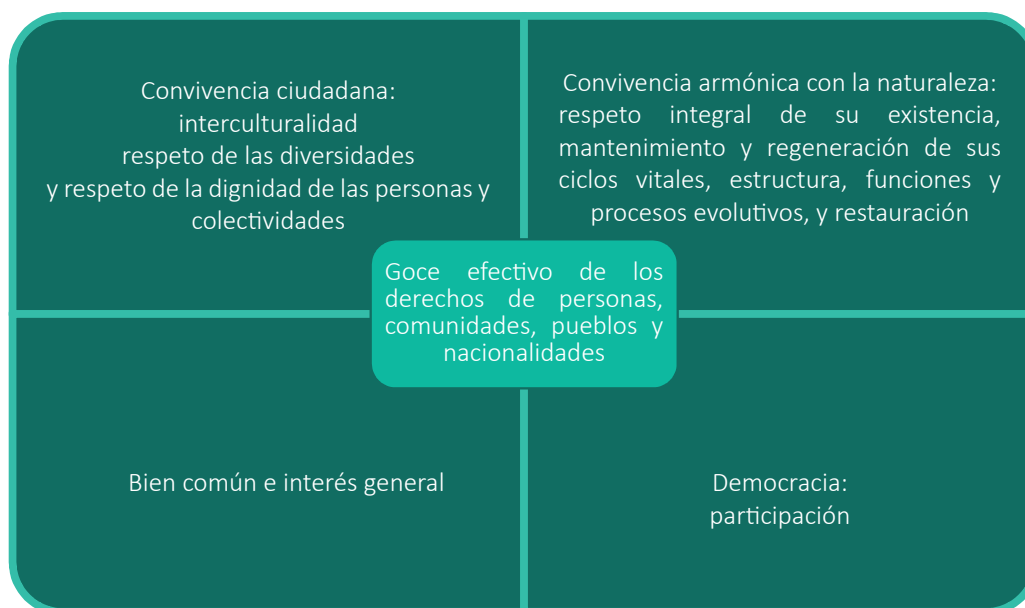 Convivencia ciudadana:
interculturalidad
respeto de las diversidades
y respeto de la dignidad de las personas y
colectividades
Convivencia armónica con la naturaleza:
respeto integral de su existencia,
mantenimiento y regeneración de sus
ciclos vitales, estructura, funciones y
procesos evolutivos, y restauración
Goce efectivo de los
derechos de personas,
comunidades, pueblos y
nacionalidades
Bien común e interés general
Democracia:
participación